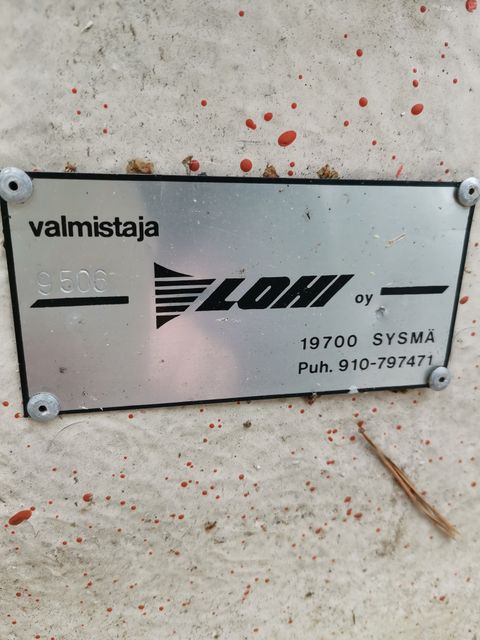 valmistaja
9506
LOHI oy
19700 SYSMÄ
Puh. 910-797471